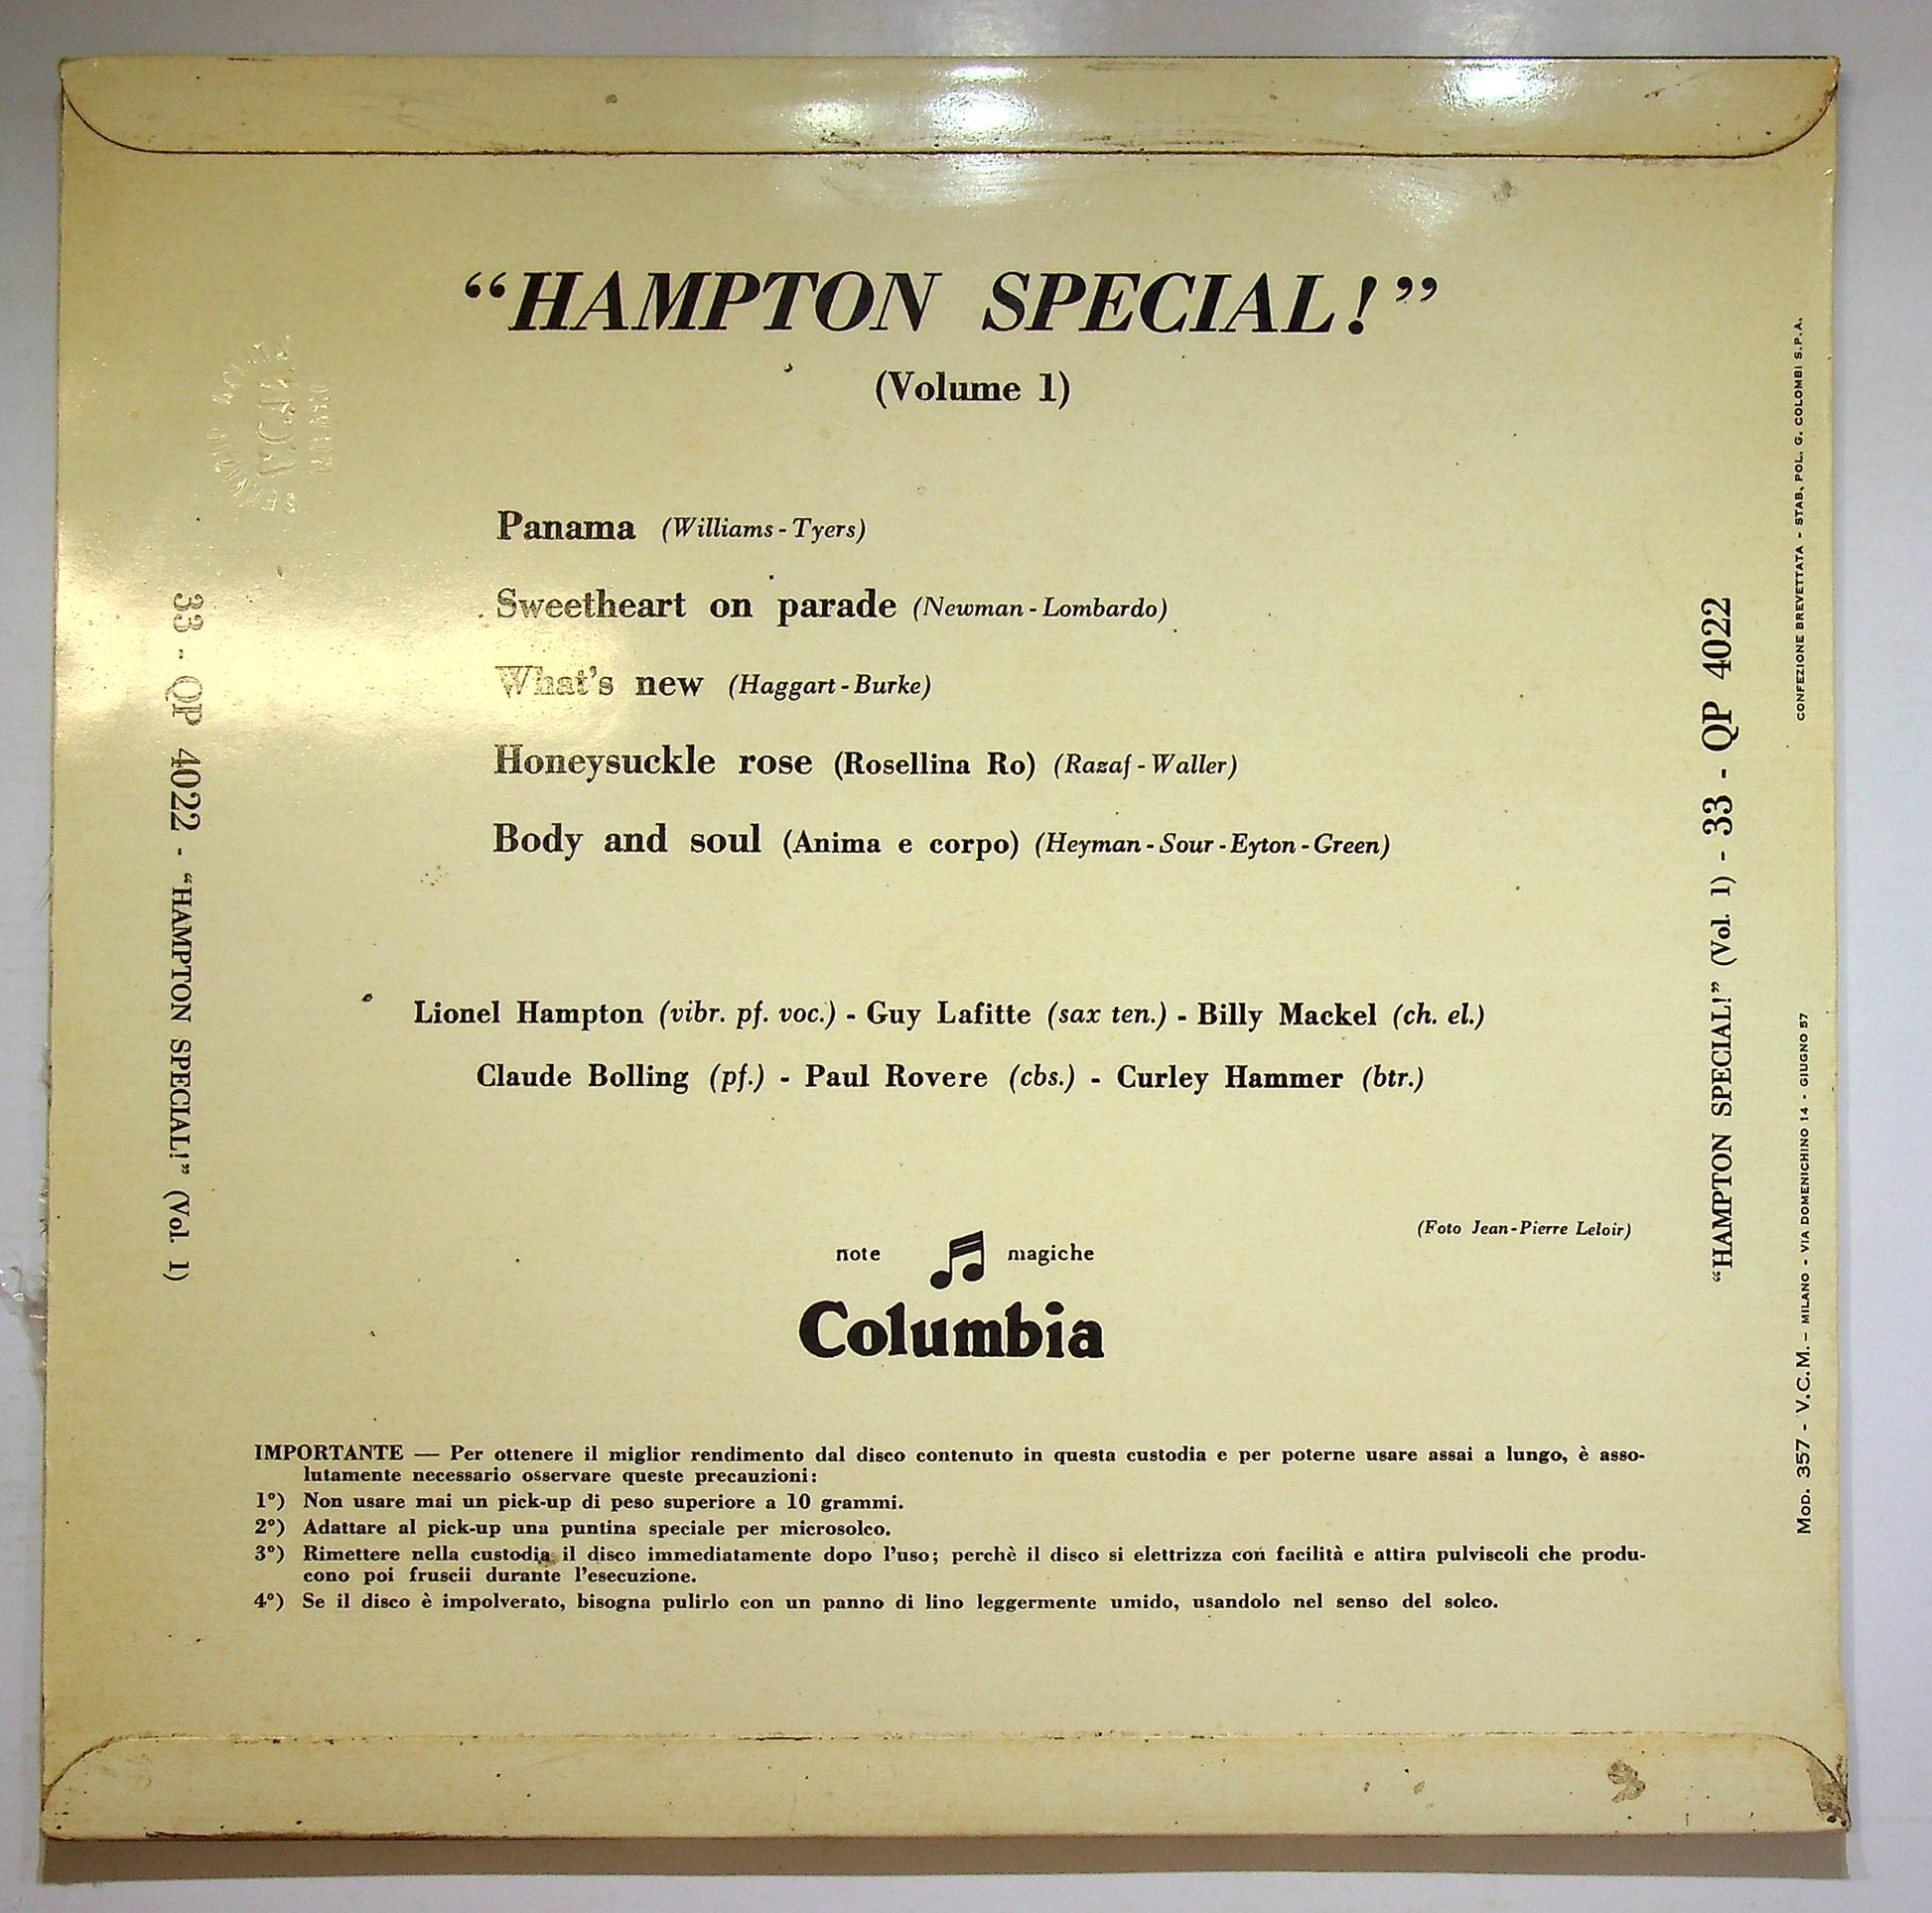 “HAMPTON SPECIAL!”
(Volume 1)
Panama (Williams - Tyers)
Sweetheart on parade (Newman - Lombardo)
What's new (Haggart - Burke)
Honeysuckle rose (Rosellina Ro) (Razaf - Waller)
Body and soul (Anima e corpo) (Heyman - Sour - Eyton - Green)
Lionel Hampton (vibr. pf. voc.) - Guy Lafitte (sax ten.) - Billy Mackel (ch. el.)
Claude Bolling (pf.) - Paul Rovere (cbs.) - Curley Hammer (btr.)
(Foto Jean-Pierre Leloir)
note magiche
Columbia
IMPORTANTE — Per ottenere il miglior rendimento dal disco contenuto in questa custodia e per poterne usare assai a lungo, è asso-
lutamente necessario osservare queste precauzioni:
1º) Non usare mai un pick-up di peso superiore a 10 grammi.
2º) Adattare al pick-up una puntina speciale per microsolco.
3º) Rimettere nella custodia il disco immediatamente dopo l'uso; perchè il disco si elettrizza con facilità e attira pulviscoli che produ-
cono poi fruscii durante l'esecuzione.
4º) Se il disco è impolverato, bisogna pulirlo con un panno di lino leggermente umido, usandolo nel senso del solco.
33 - QP 4022 - “HAMPTON SPECIAL!” (Vol. 1)
“HAMPTON SPECIAL!” (Vol. 1) - 33 - QP 4022
MOD. 357 - V.C.M. – MILANO - VIA DOMENICHINO 14 - GIUGNO 57
CONFEZIONE BREVETTATA - STAB. POL. G. COLOMBI S.P.A.